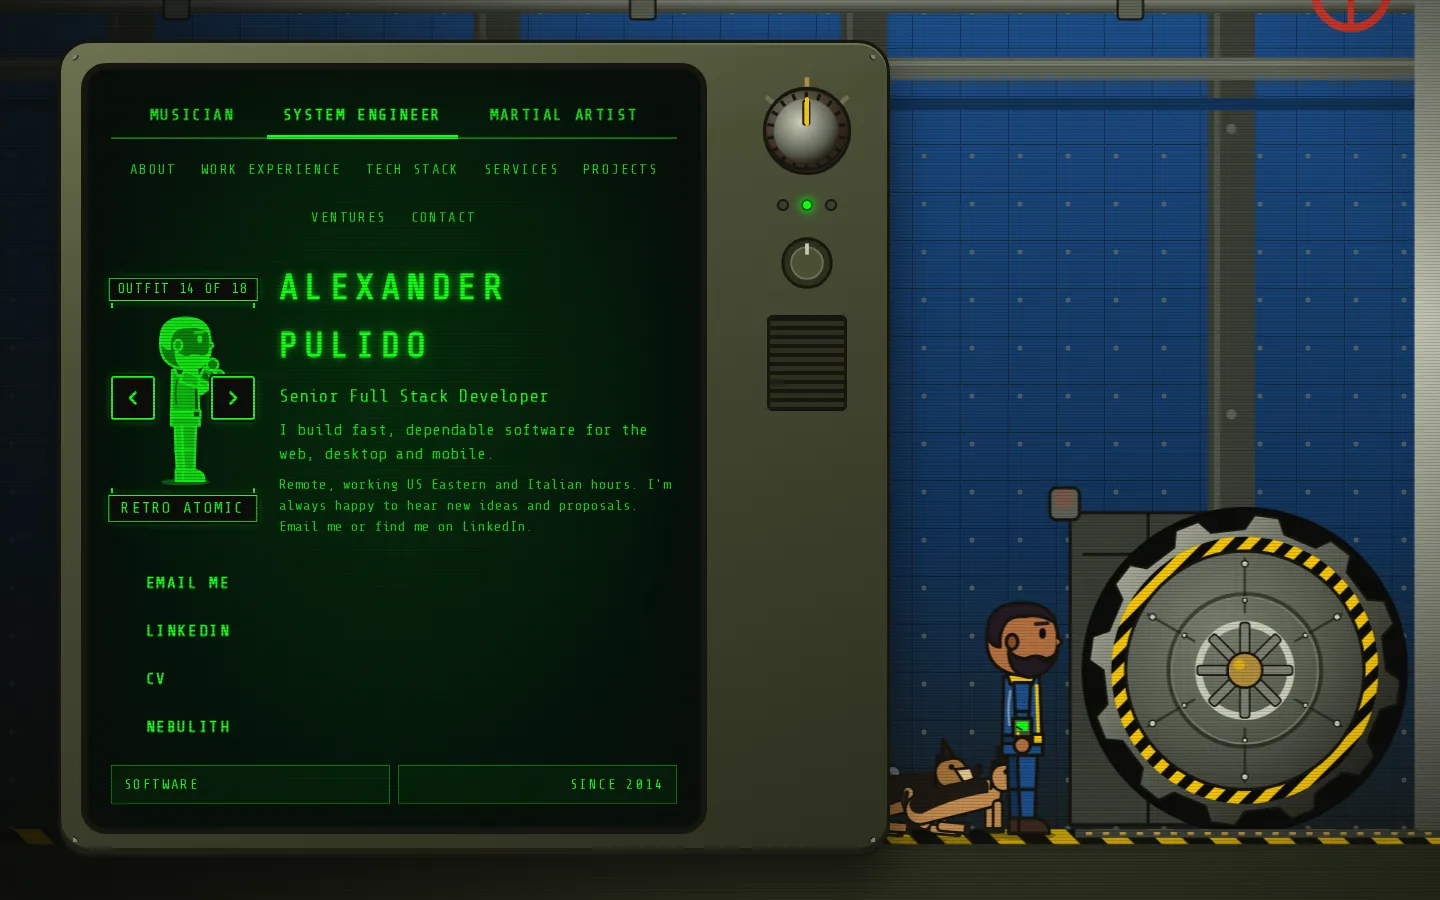 MUSICIAN SYSTEM ENGINEER MARTIAL ARTIST
ABOUT WORK EXPERIENCE TECH STACK SERVICES PROJECTS
VENTURES CONTACT
OUTFIT 14 OF 18
RETRO ATOMIC
ALEXANDER
PULIDO
Senior Full Stack Developer
I build fast, dependable software for the
web, desktop and mobile.
Remote, working US Eastern and Italian hours. I'm
always happy to hear new ideas and proposals.
Email me or find me on LinkedIn.
EMAIL ME
LINKEDIN
CV
NEBULITH
SOFTWARE SINCE 2014